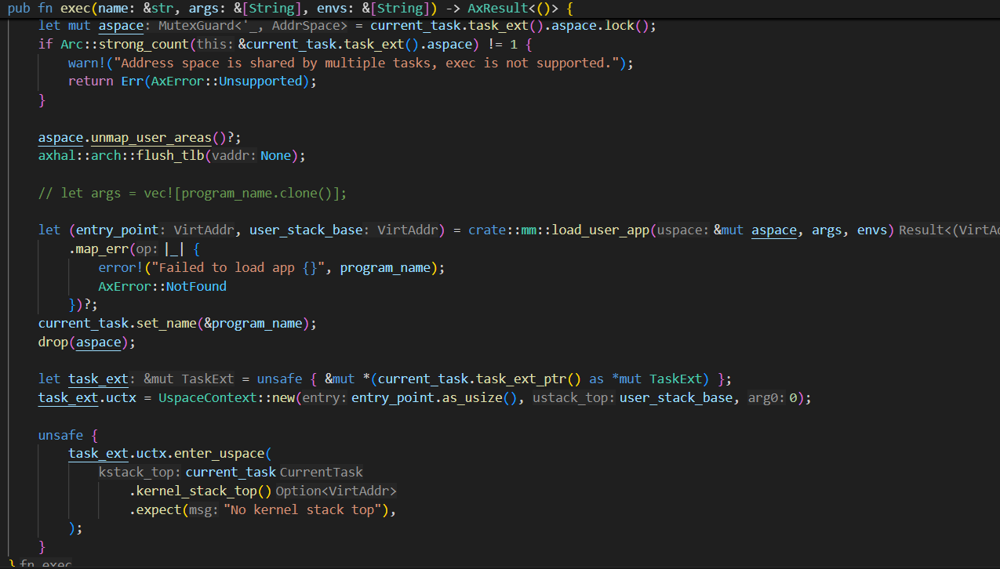 pub fn exec(name: &str, args: &[String], envs: &[String]) -> AxResult<()> {
let mut aspace: MutexGuard<'_, AddrSpace> = current_task.task_ext().aspace.lock();
if Arc::strong_count(this: &current_task.task_ext().aspace) != 1 {
warn!("Address space is shared by multiple tasks, exec is not supported.");
return Err(AxError::Unsupported);
}
aspace.unmap_user_areas()?;
axhal::arch::flush_tlb(vaddr: None);
// let args = vec![program_name.clone()];
let (entry_point: VirtAddr, user_stack_base: VirtAddr) = crate::mm::load_user_app(uspace: &mut aspace, args, envs) Result<(VirtAd
.map_err(op: |_| {
error!("Failed to load app {}", program_name);
AxError::NotFound
})?;
current_task.set_name(&program_name);
drop(aspace);
let task_ext: &mut TaskExt = unsafe { &mut *(current_task.task_ext_ptr() as *mut TaskExt) };
task_ext.uctx = UspaceContext::new(entry: entry_point.as_usize(), ustack_top: user_stack_base, arg0: 0);
unsafe {
task_ext.uctx.enter_uspace(
kstack_top: current_task CurrentTask
.kernel_stack_top() Option<VirtAddr>
.expect(msg: "No kernel stack top"),
);
}
} fn exec